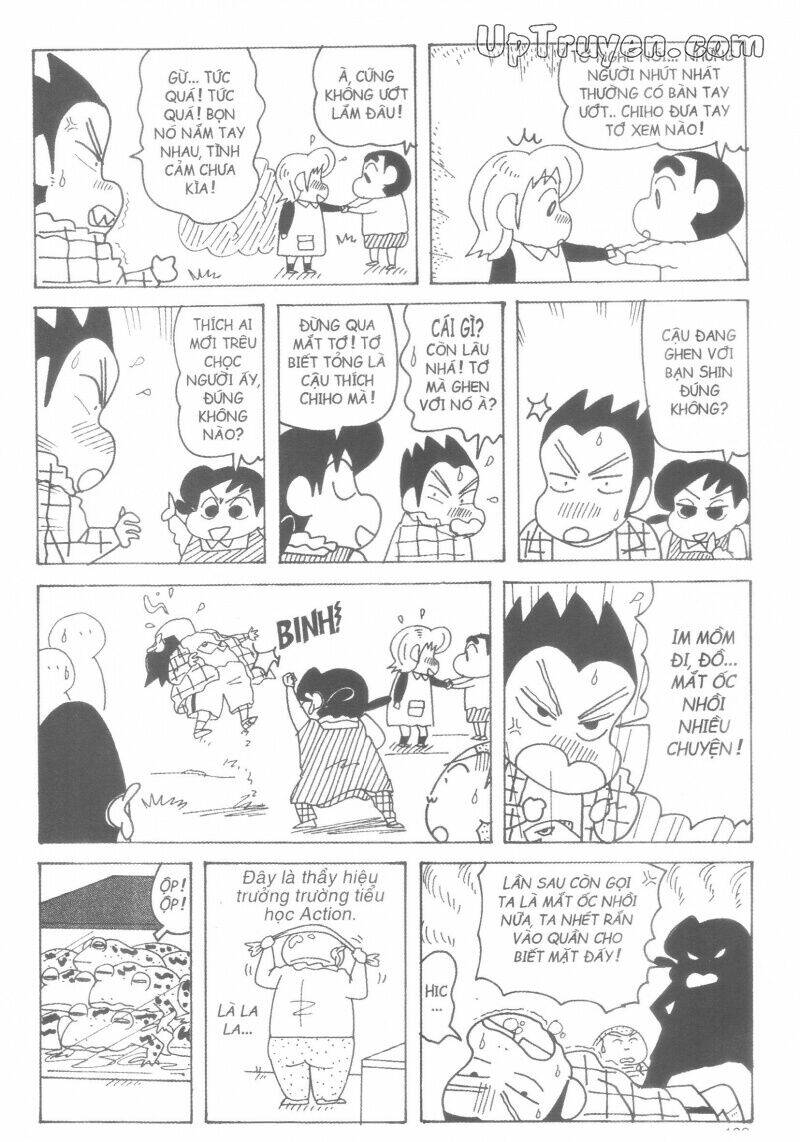 UpTruyen.com
NGƯỜI NHÚT NHÁT
THƯỜNG CÓ BÀN TAY
ƯỚT.. CHIHO ĐƯA TAY
TỚ XEM NÀO!
À, CŨNG
KHÔNG ƯỚT
LẮM ĐÂU!
GỪ... TỨC
QUÁ! TỨC
QUÁ! BỌN
NÓ NẮM TAY
NHAU, TÌNH
CẢM CHƯA
KÌA!
CẬU ĐANG
GHEN VỚI
BẠN SHIN
ĐÚNG
KHÔNG?
CÁI GÌ?
CÒN LÂU
NHÁ! TỚ
MÀ GHEN
VỚI NÓ À?
ĐỪNG QUA
MẮT TỚ! TỚ
BIẾT TỎNG LÀ
CẬU THÍCH
CHIHO MÀ!
THÍCH AI
MỚI TRÊU
CHỌC
NGƯỜI ẤY,
ĐÚNG
KHÔNG
NÀO?
IM MỒM
ĐI, ĐỒ...
MẮT ỐC
NHỒI
NHIỀU
CHUYỆN!
BINH!
LẦN SAU CÒN GỌI
TA LÀ MẮT ỐC NHỒI
NỮA, TA NHÉT RẮN
VÀO QUẦN CHO
BIẾT MẶT ĐẤY!
HIC
...
Đây là thầy hiệu
trưởng trường tiểu
học Action.
LÀ LA
LA...
ỘP!
ỘP!